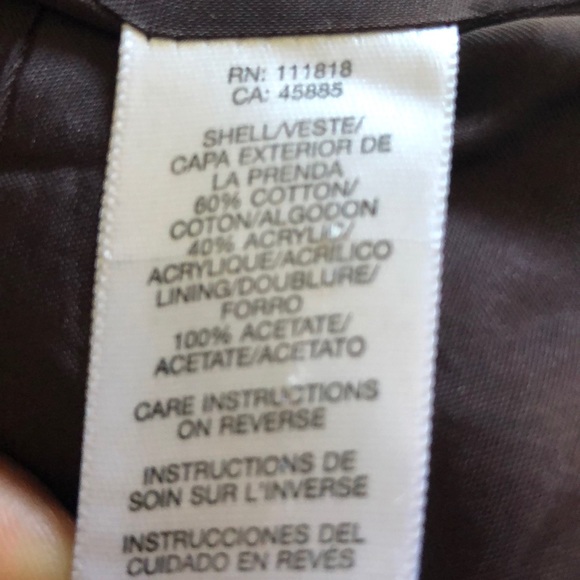 RN: 111818
CA: 45885
SHELL/VESTE/
CAPA EXTERIOR DE
LA PRENDA
60% COTTON/
COTON/ALGODON
40% ACRYLIC/
ACRYLIQUE/ACRILICO
LINING/DOUBLURE/
FORRO
100% ACETATE/
ACETATE/ACETATO
CARE INSTRUCTIONS
ON REVERSE
INSTRUCTIONS DE
SOIN SUR L'INVERSE
INSTRUCCIONES DEL
CUIDADO EN REVÉS